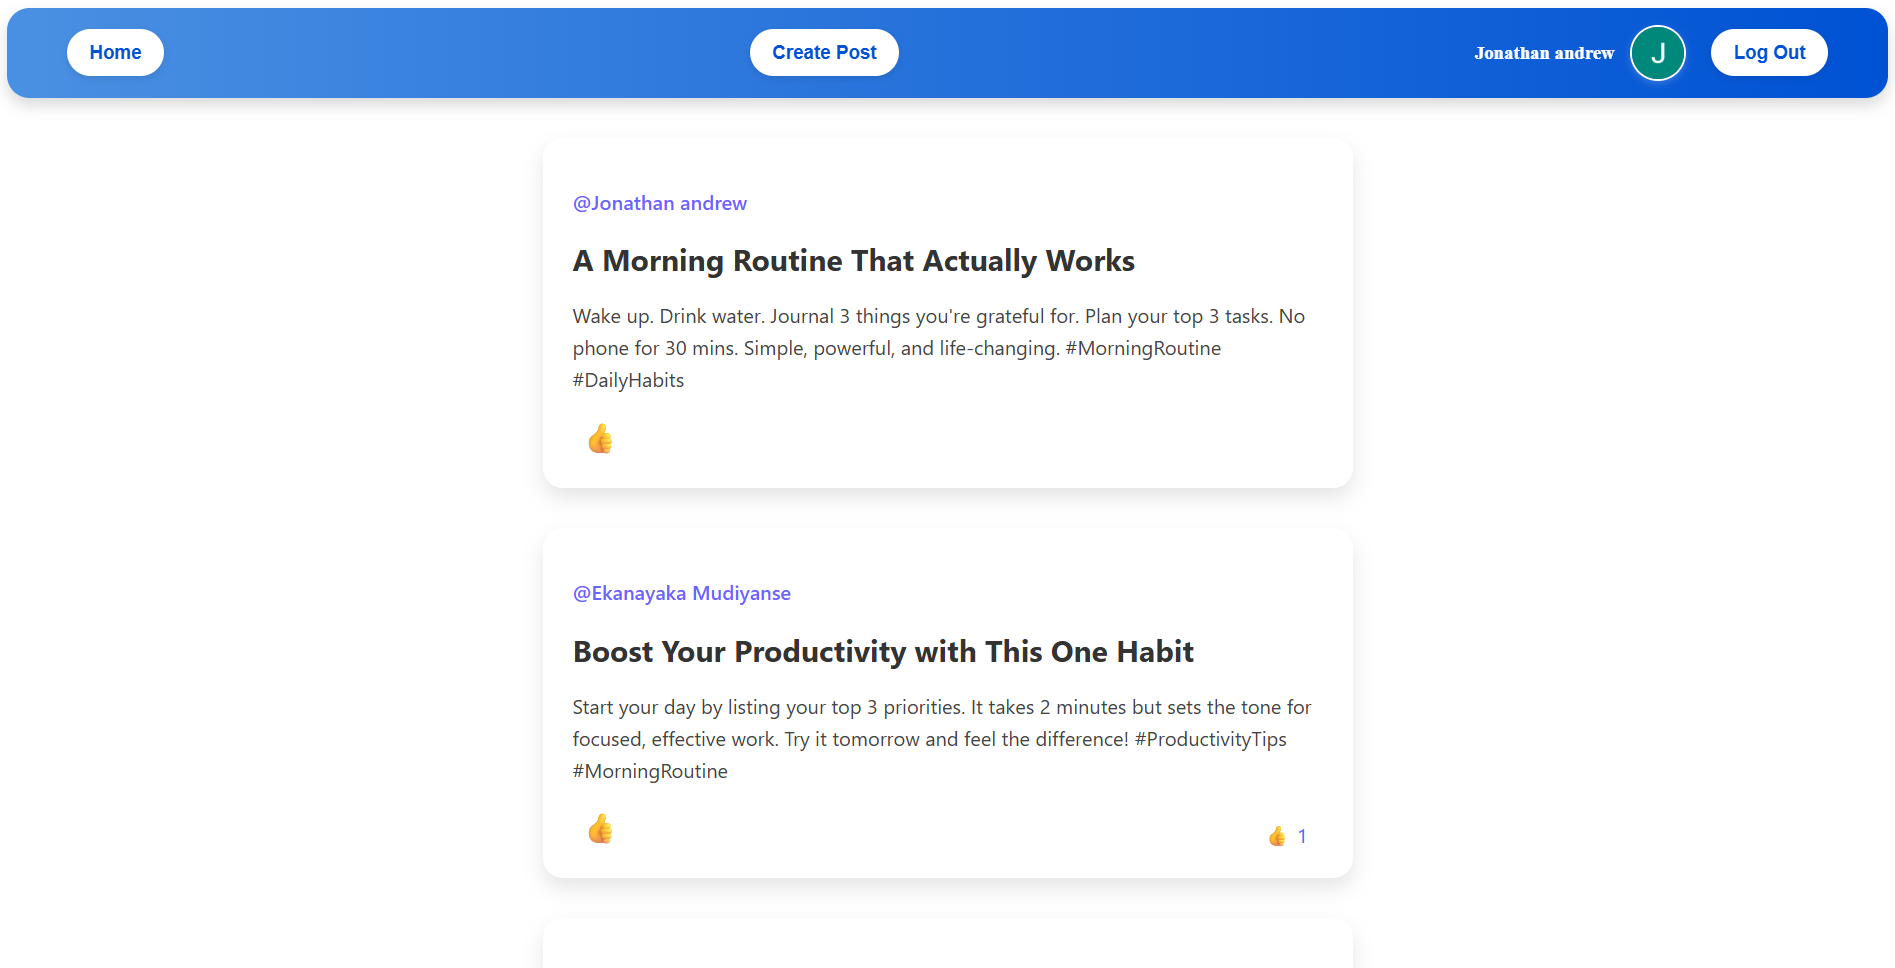 Home
Create Post
Jonathan andrew
J
Log Out
@Jonathan andrew
A Morning Routine That Actually Works
Wake up. Drink water. Journal 3 things you're grateful for. Plan your top 3 tasks. No
phone for 30 mins. Simple, powerful, and life-changing. #MorningRoutine
#DailyHabits
@Ekanayaka Mudiyanse
Boost Your Productivity with This One Habit
Start your day by listing your top 3 priorities. It takes 2 minutes but sets the tone for
focused, effective work. Try it tomorrow and feel the difference! #ProductivityTips
#MorningRoutine
1